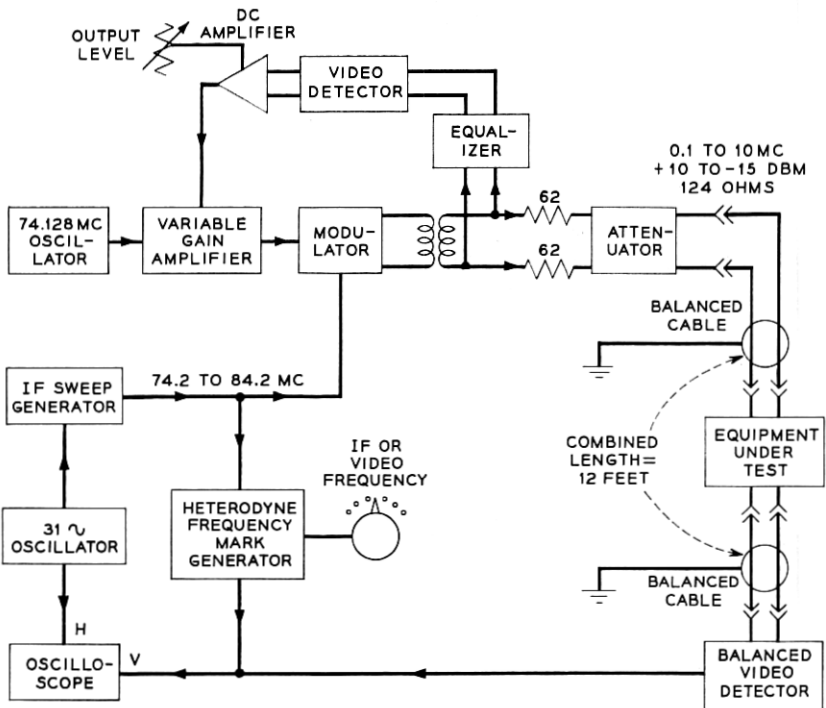 DC
AMPLIFIER
OUTPUT
LEVEL
VIDEO
DETECTOR
EQUAL-
IZER
0.1 TO 10 MC
+10 TO -15 DBM
124 OHMS
74.128 MC
OSCIL-
LATOR
VARIABLE
GAIN
AMPLIFIER
MODU-
LATOR
62
62
ATTEN-
UATOR
BALANCED
CABLE
IF SWEEP
GENERATOR
74.2 TO 84.2 MC
IF OR
VIDEO
FREQUENCY
COMBINED
LENGTH=
12 FEET
EQUIPMENT
UNDER
TEST
31 ∿
OSCILLATOR
HETERODYNE
FREQUENCY
MARK
GENERATOR
BALANCED
CABLE
H
V
OSCILLO-
SCOPE
BALANCED
VIDEO
DETECTOR